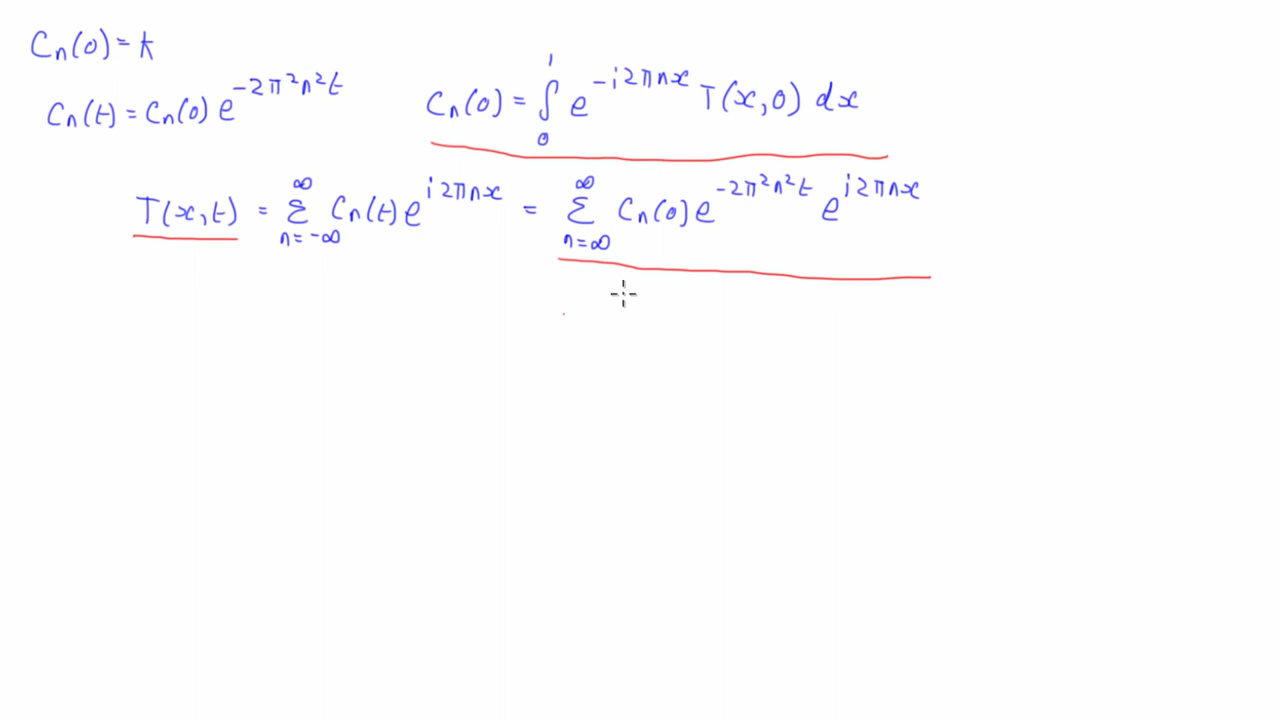 Cₙ(0) = k
Cₙ(t) = Cₙ(0) e^{-2π²n²t}
Cₙ(0) = ∫₀¹ e^{-i2πnx} T(x,0) dx
T(x,t) = Σ_{n=-∞}^{∞} Cₙ(t) e^{i2πnx} = Σ_{n=∞}^{∞} Cₙ(0) e^{-2π²n²t} e^{i2πnx}